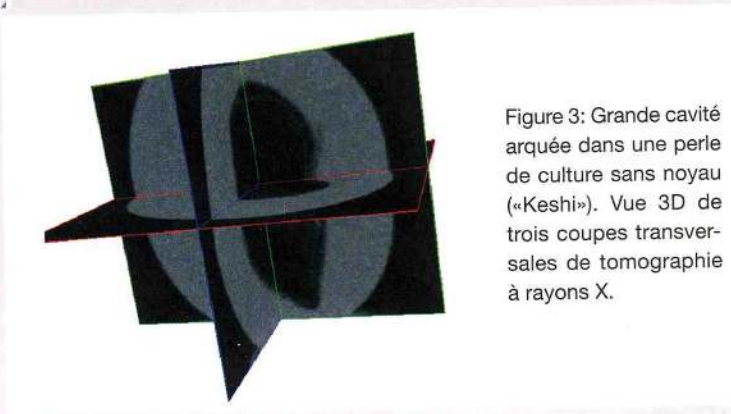 Figure 3: Grande cavité
arquée dans une perle
de culture sans noyau
(«Keshi»). Vue 3D de
trois coupes transver-
sales de tomographie
à rayons X.